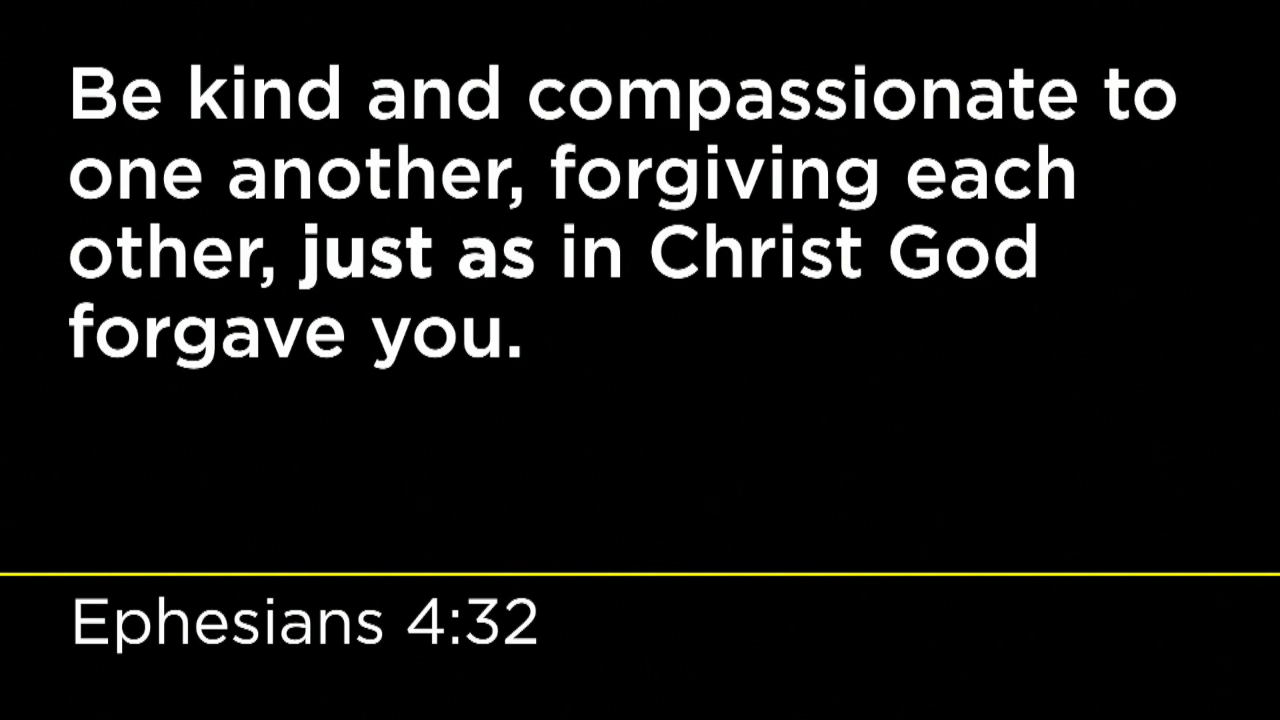 Be kind and compassionate to
one another, forgiving each
other, just as in Christ God
forgave you.
Ephesians 4:32